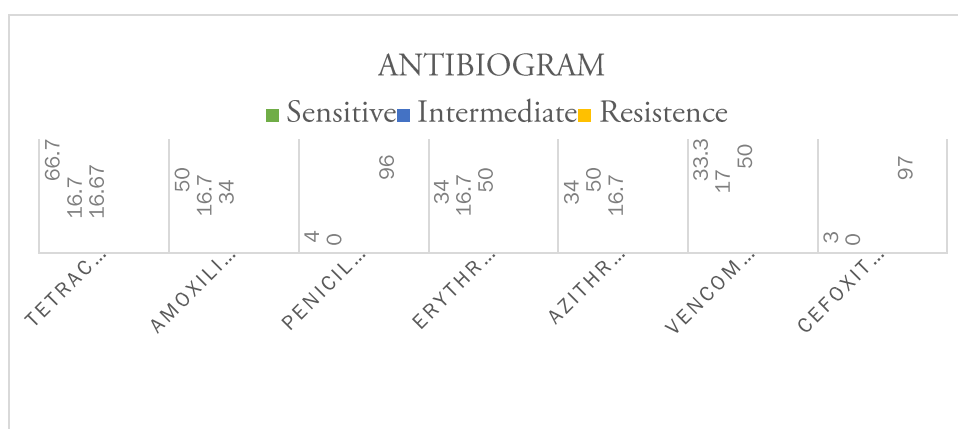 ANTIBIOGRAM
Sensitive Intermediate Resistence
66.7 16.7 16.67 50 16.7 34 4 0 96 34 16.7 50 34 50 16.7 33.3 17 50 3 0 97
TETRAC... AMOXILI... PENICIL... ERYTHR... AZITHR... VENCOM... CEFOXIT...